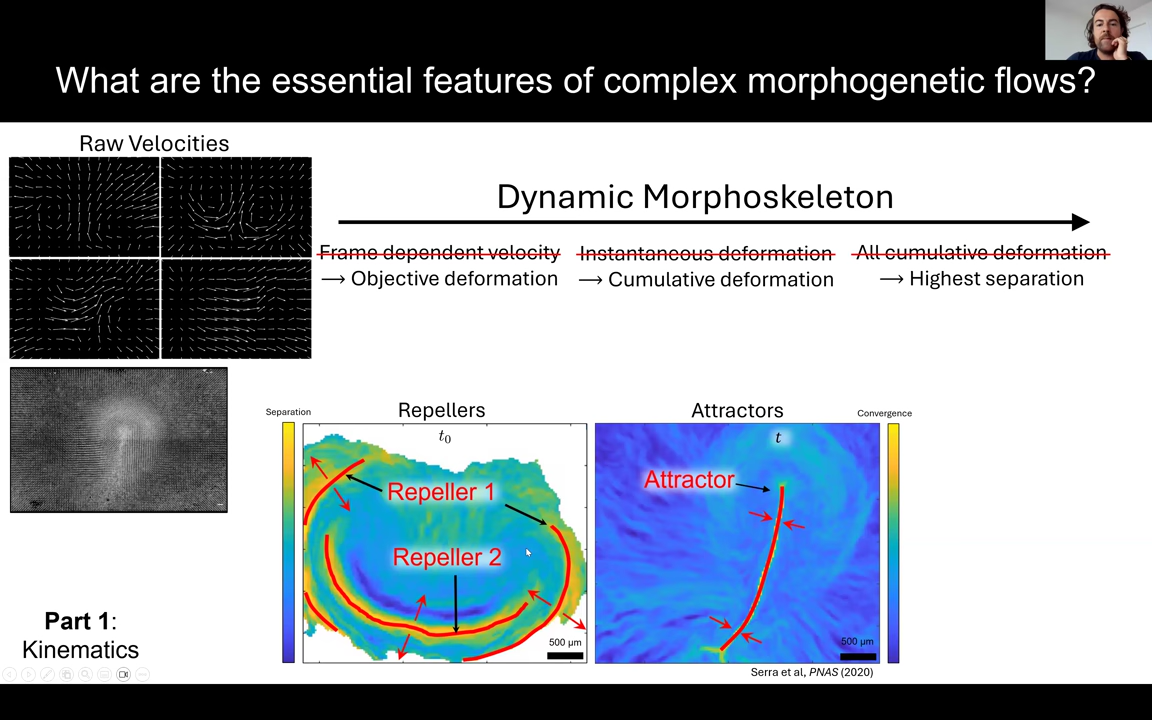 What are the essential features of complex morphogenetic flows?
Raw Velocities
Dynamic Morphoskeleton
Frame dependent velocity
→ Objective deformation
Instantaneous deformation
→ Cumulative deformation
All cumulative deformation
→ Highest separation
Separation
Repellers
t₀
Repeller 1
Repeller 2
500 μm
Attractors
t
Attractor
500 μm
Convergence
Serra et al, PNAS (2020)
Part 1:
Kinematics